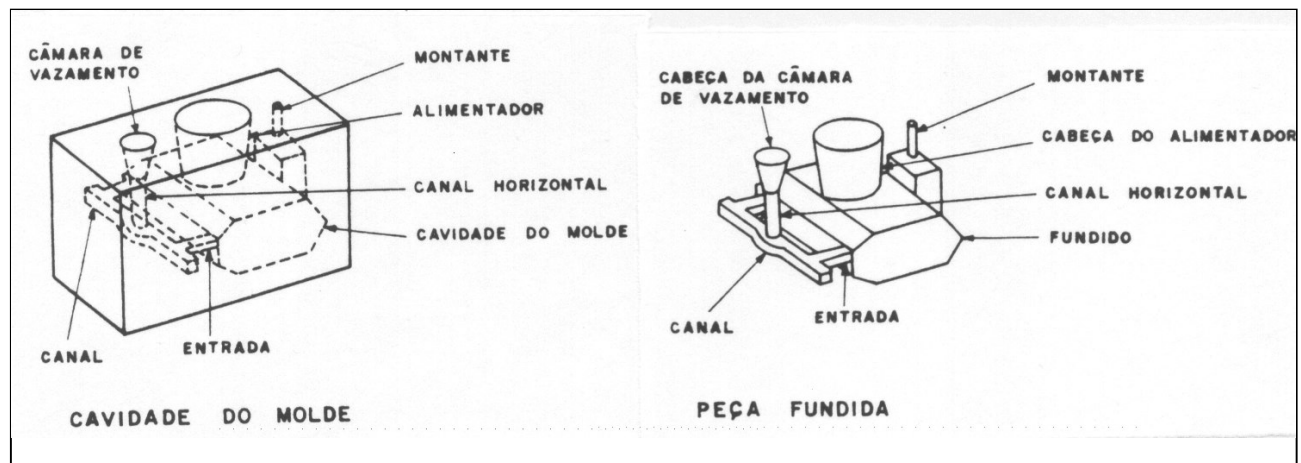 CÂMARA DE
VAZAMENTO
MONTANTE
ALIMENTADOR
CANAL HORIZONTAL
CAVIDADE DO MOLDE
CANAL
ENTRADA
CAVIDADE DO MOLDE
CABEÇA DA CÂMARA
DE VAZAMENTO
MONTANTE
CABEÇA DO ALIMENTADOR
CANAL HORIZONTAL
FUNDIDO
CANAL
ENTRADA
PEÇA FUNDIDA